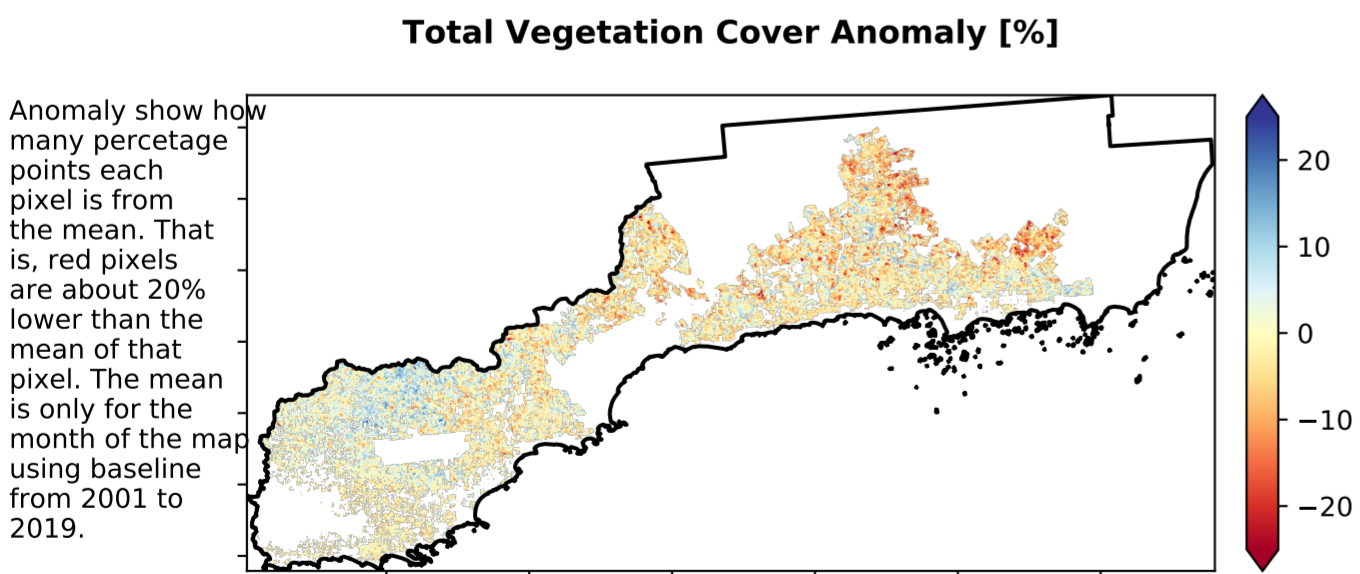 Total Vegetation Cover Anomaly [%]
Anomaly show how
many percetage
points each
pixel is from
the mean. That
is, red pixels
are about 20%
lower than the
mean of that
pixel. The mean
is only for the
month of the map
using baseline
from 2001 to
2019.
20
10
0
−10
−20